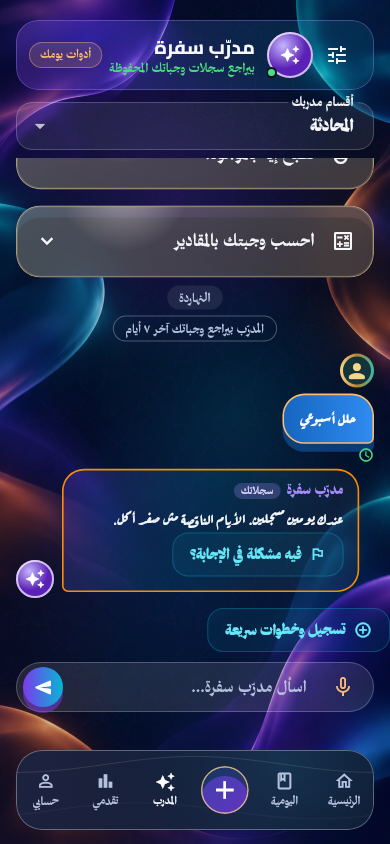 مدرّب سفرة
بيراجع سجلات وجباتك المحفوظة
أدوات يومك
أقسام مدربك
المحادثة
احسب وجبتك بالمقادير
النهاردة
المدرّب بيراجع وجباتك آخر ٧ أيام
حلل أسبوعي
مدرّب سفرة
سجلاتك
عندك يومين مسجلين. الأيام الناقصة مش صفر أكل.
فيه مشكلة في الإجابة؟
تسجيل وخطوات سريعة
اسأل مدرّب سفرة...
الرئيسية
اليومية
المدرب
تقدمي
حسابي